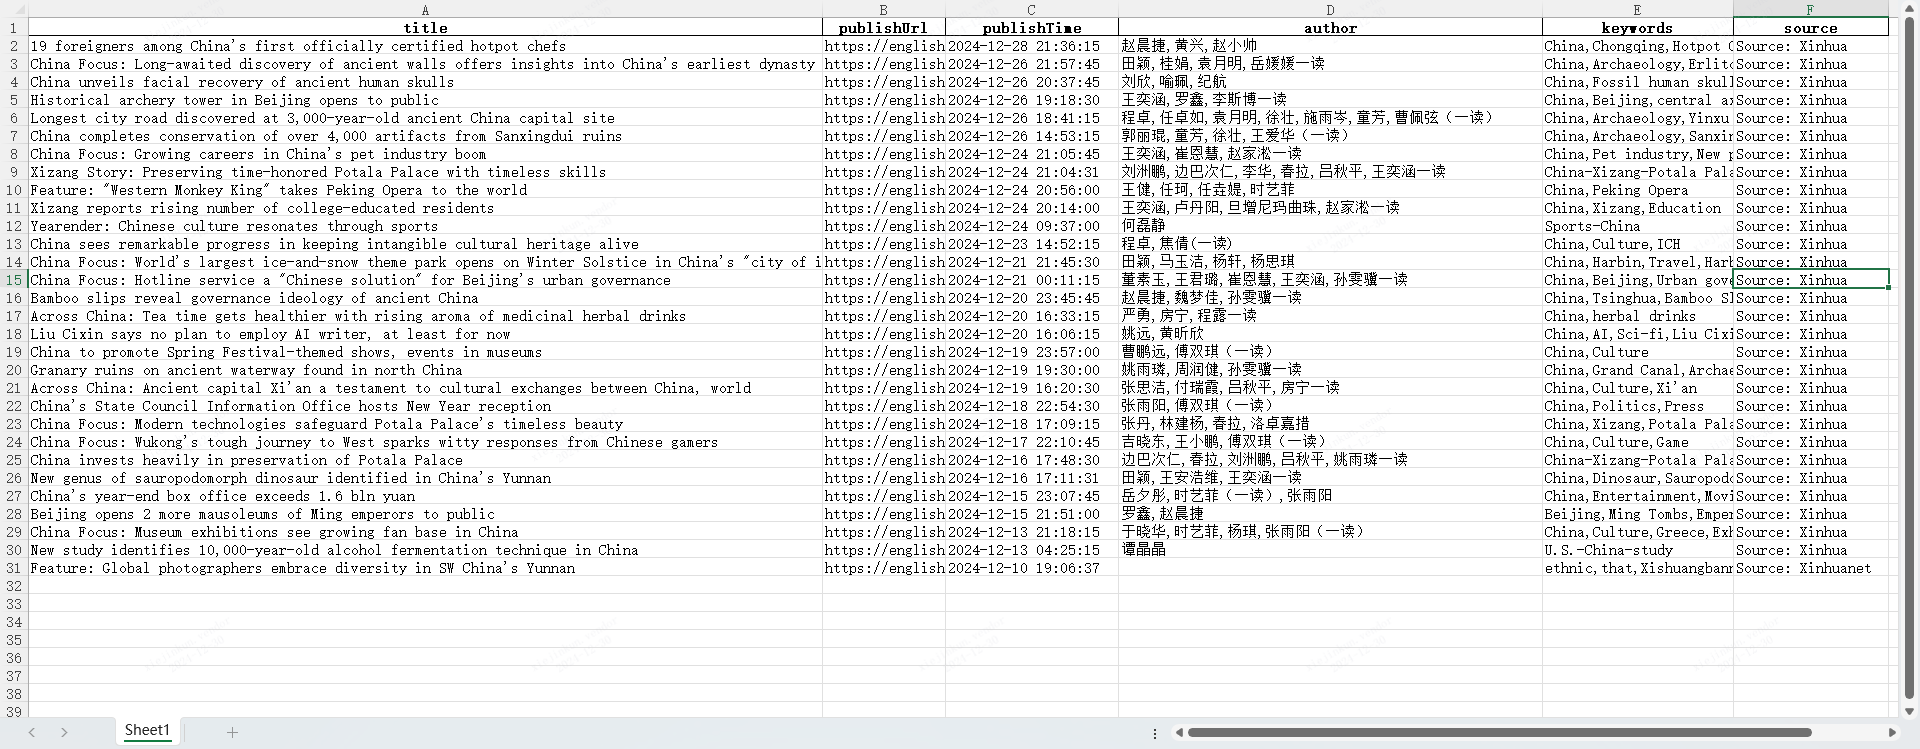 A B C D E F
1 title publishUrl publishTime author keywords source
2 19 foreigners among China's first officially certified hotpot chefs https://english 2024-12-28 21:36:15 赵晨捷,黄兴,赵小帅 China,Chongqing,Hotpot C Source: Xinhua
3 China Focus: Long-awaited discovery of ancient walls offers insights into China's earliest dynasty https://english 2024-12-26 21:57:45 田颖,桂娟,袁月明,岳媛媛一读 China,Archaeology,Erlito Source: Xinhua
4 China unveils facial recovery of ancient human skulls https://english 2024-12-26 20:37:45 刘欣,喻珮,纪航 China,Fossil human skull Source: Xinhua
5 Historical archery tower in Beijing opens to public https://english 2024-12-26 19:18:30 王奕涵,罗鑫,李斯博一读 China,Beijing,central ax Source: Xinhua
6 Longest city road discovered at 3,000-year-old ancient China capital site https://english 2024-12-26 18:41:15 程卓,任卓如,袁月明,徐壮,施雨岑,童芳,曹佩弦（一读） China,Archaeology,Yinxu Source: Xinhua
7 China completes conservation of over 4,000 artifacts from Sanxingdui ruins https://english 2024-12-26 14:53:15 郭丽琨,童芳,徐壮,王爱华（一读） China,Archaeology,Sanxin Source: Xinhua
8 China Focus: Growing careers in China's pet industry boom https://english 2024-12-24 21:05:45 王奕涵,崔恩慧,赵家淞一读 China,Pet industry,New p Source: Xinhua
9 Xizang Story: Preserving time-honored Potala Palace with timeless skills https://english 2024-12-24 21:04:31 刘洲鹏,边巴次仁,李华,春拉,吕秋平,王奕涵一读 China-Xizang-Potala Pala Source: Xinhua
10 Feature: "Western Monkey King" takes Peking Opera to the world https://english 2024-12-24 20:56:00 王健,任珂,任垚媞,时艺菲 China,Peking Opera Source: Xinhua
11 Xizang reports rising number of college-educated residents https://english 2024-12-24 20:14:00 王奕涵,卢丹阳,旦增尼玛曲珠,赵家淞一读 China,Xizang,Education Source: Xinhua
12 Yearender: Chinese culture resonates through sports https://english 2024-12-24 09:37:00 何磊静 Sports-China Source: Xinhua
13 China sees remarkable progress in keeping intangible cultural heritage alive https://english 2024-12-23 14:52:15 程卓,焦倩(一读) China,Culture,ICH Source: Xinhua
14 China Focus: World's largest ice-and-snow theme park opens on Winter Solstice in China's "city of i https://english 2024-12-21 21:45:30 田颖,马玉洁,杨轩,杨思琪 China,Harbin,Travel,Harb Source: Xinhua
15 China Focus: Hotline service a "Chinese solution" for Beijing's urban governance https://english 2024-12-21 00:11:15 董素玉,王君璐,崔恩慧,王奕涵,孙雯骥一读 China,Beijing,Urban gove Source: Xinhua
16 Bamboo slips reveal governance ideology of ancient China https://english 2024-12-20 23:45:45 赵晨捷,魏梦佳,孙雯骥一读 China,Tsinghua,Bamboo Sl Source: Xinhua
17 Across China: Tea time gets healthier with rising aroma of medicinal herbal drinks https://english 2024-12-20 16:33:15 严勇,房宁,程露一读 China,herbal drinks Source: Xinhua
18 Liu Cixin says no plan to employ AI writer, at least for now https://english 2024-12-20 16:06:15 姚远,黄昕欣 China,AI,Sci-fi,Liu Cixi Source: Xinhua
19 China to promote Spring Festival-themed shows, events in museums https://english 2024-12-19 23:57:00 曹鹏远,傅双琪（一读） China,Culture Source: Xinhua
20 Granary ruins on ancient waterway found in north China https://english 2024-12-19 19:30:00 姚雨璘,周润健,孙雯骥一读 China,Grand Canal,Archae Source: Xinhua
21 Across China: Ancient capital Xi'an a testament to cultural exchanges between China, world https://english 2024-12-19 16:20:30 张思洁,付瑞霞,吕秋平,房宁一读 China,Culture,Xi'an Source: Xinhua
22 China's State Council Information Office hosts New Year reception https://english 2024-12-18 22:54:30 张雨阳,傅双琪（一读） China,Politics,Press Source: Xinhua
23 China Focus: Modern technologies safeguard Potala Palace's timeless beauty https://english 2024-12-18 17:09:15 张丹,林建杨,春拉,洛卓嘉措 China,Xizang,Potala Pala Source: Xinhua
24 China Focus: Wukong's tough journey to West sparks witty responses from Chinese gamers https://english 2024-12-17 22:10:45 吉晓东,王小鹏,傅双琪（一读） China,Culture,Game Source: Xinhua
25 China invests heavily in preservation of Potala Palace https://english 2024-12-16 17:48:30 边巴次仁,春拉,刘洲鹏,吕秋平,姚雨璘一读 China-Xizang-Potala Pala Source: Xinhua
26 New genus of sauropodomorph dinosaur identified in China's Yunnan https://english 2024-12-16 17:11:31 田颖,王安浩维,王奕涵一读 China,Dinosaur,Sauropodo Source: Xinhua
27 China's year-end box office exceeds 1.6 bln yuan https://english 2024-12-15 23:07:45 岳夕彤,时艺菲（一读）,张雨阳 China,Entertainment,Movi Source: Xinhua
28 Beijing opens 2 more mausoleums of Ming emperors to public https://english 2024-12-15 21:51:00 罗鑫,赵晨捷 Beijing,Ming Tombs,Emper Source: Xinhua
29 China Focus: Museum exhibitions see growing fan base in China https://english 2024-12-13 21:18:15 于晓华,时艺菲,杨琪,张雨阳（一读） China,Culture,Greece,Exh Source: Xinhua
30 New study identifies 10,000-year-old alcohol fermentation technique in China https://english 2024-12-13 04:25:15 谭晶晶 U.S.-China-study Source: Xinhua
31 Feature: Global photographers embrace diversity in SW China's Yunnan https://english 2024-12-10 19:06:37 ethnic,that,Xishuangbann Source: Xinhuanet
32
33
34
35
36
37
38
39
Sheet1